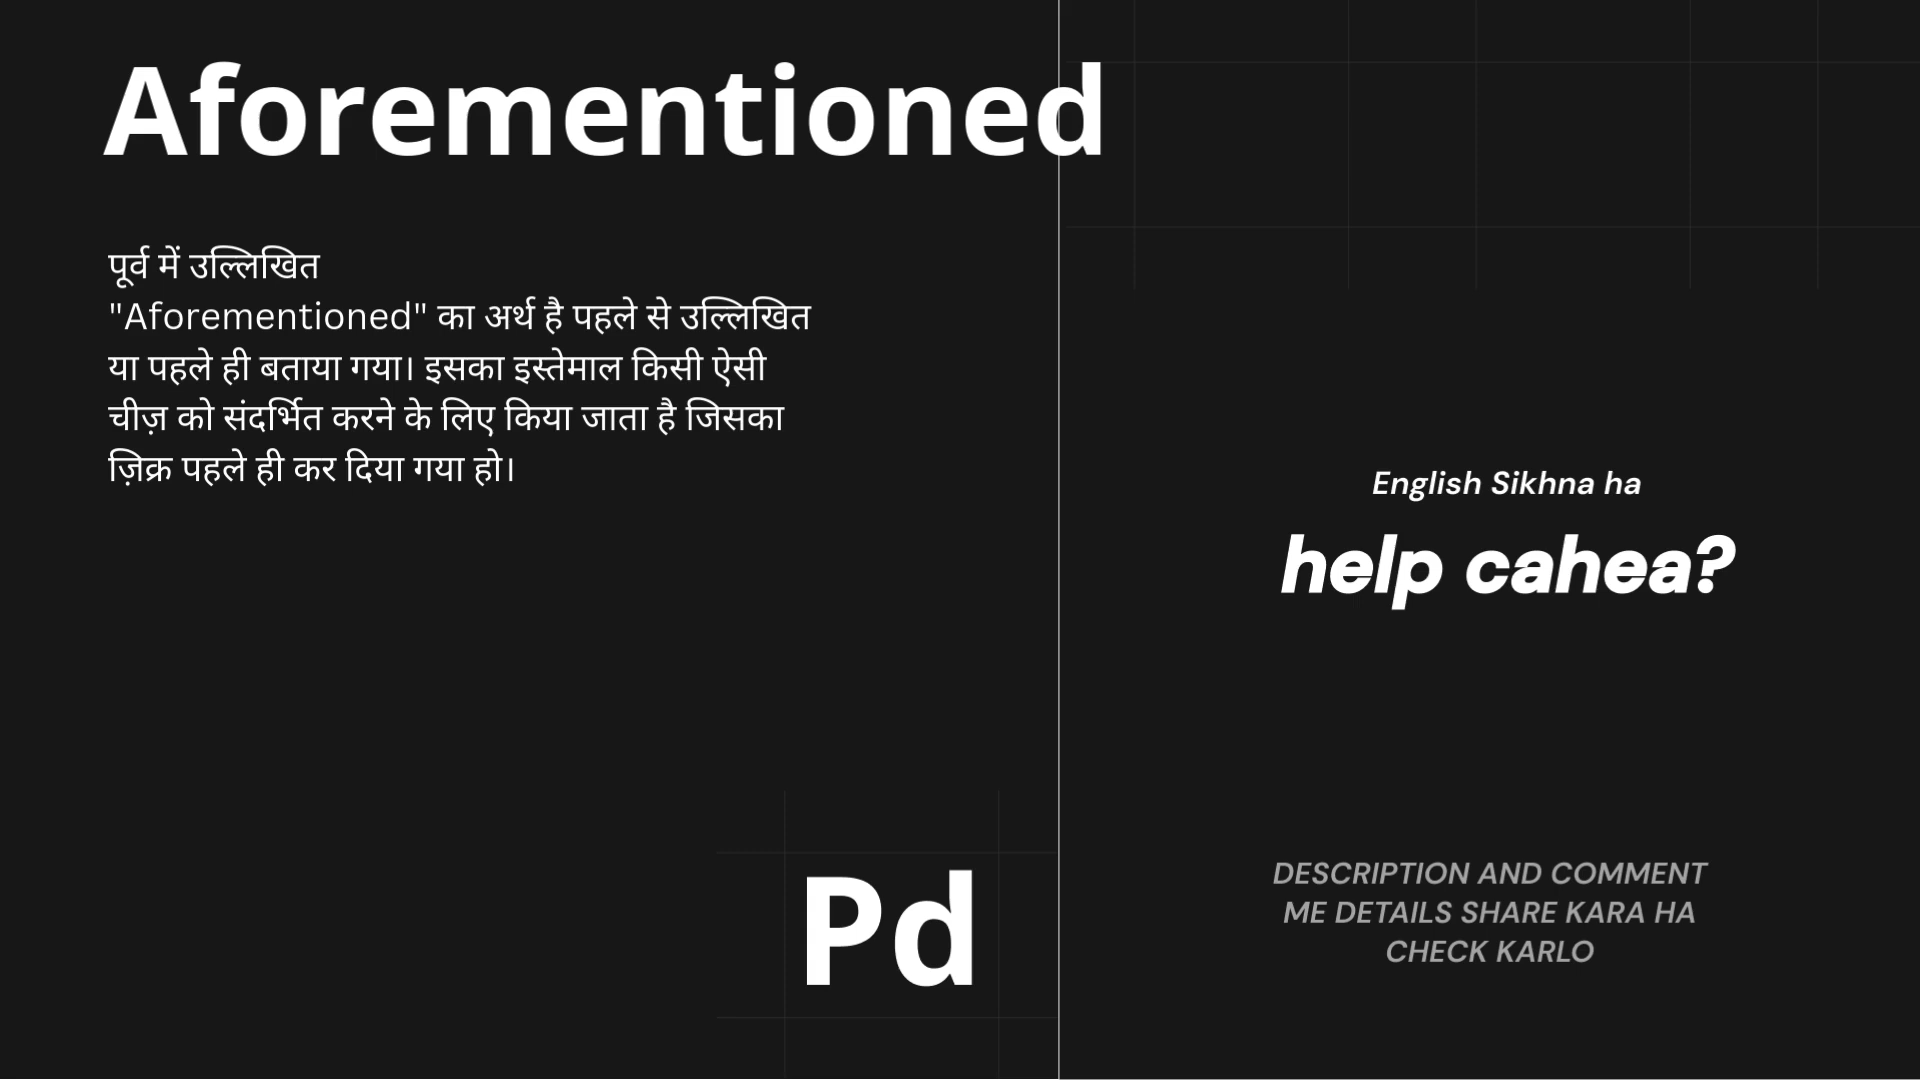 Aforementioned
पूर्व में उल्लिखित
"Aforementioned" का अर्थ है पहले से उल्लिखित
या पहले ही बताया गया। इसका इस्तेमाल किसी ऐसी
चीज़ को संदर्भित करने के लिए किया जाता है जिसका
ज़िक्र पहले ही कर दिया गया हो।
Pd
English Sikhna ha
help cahea?
DESCRIPTION AND COMMENT
ME DETAILS SHARE KARA HA
CHECK KARLO